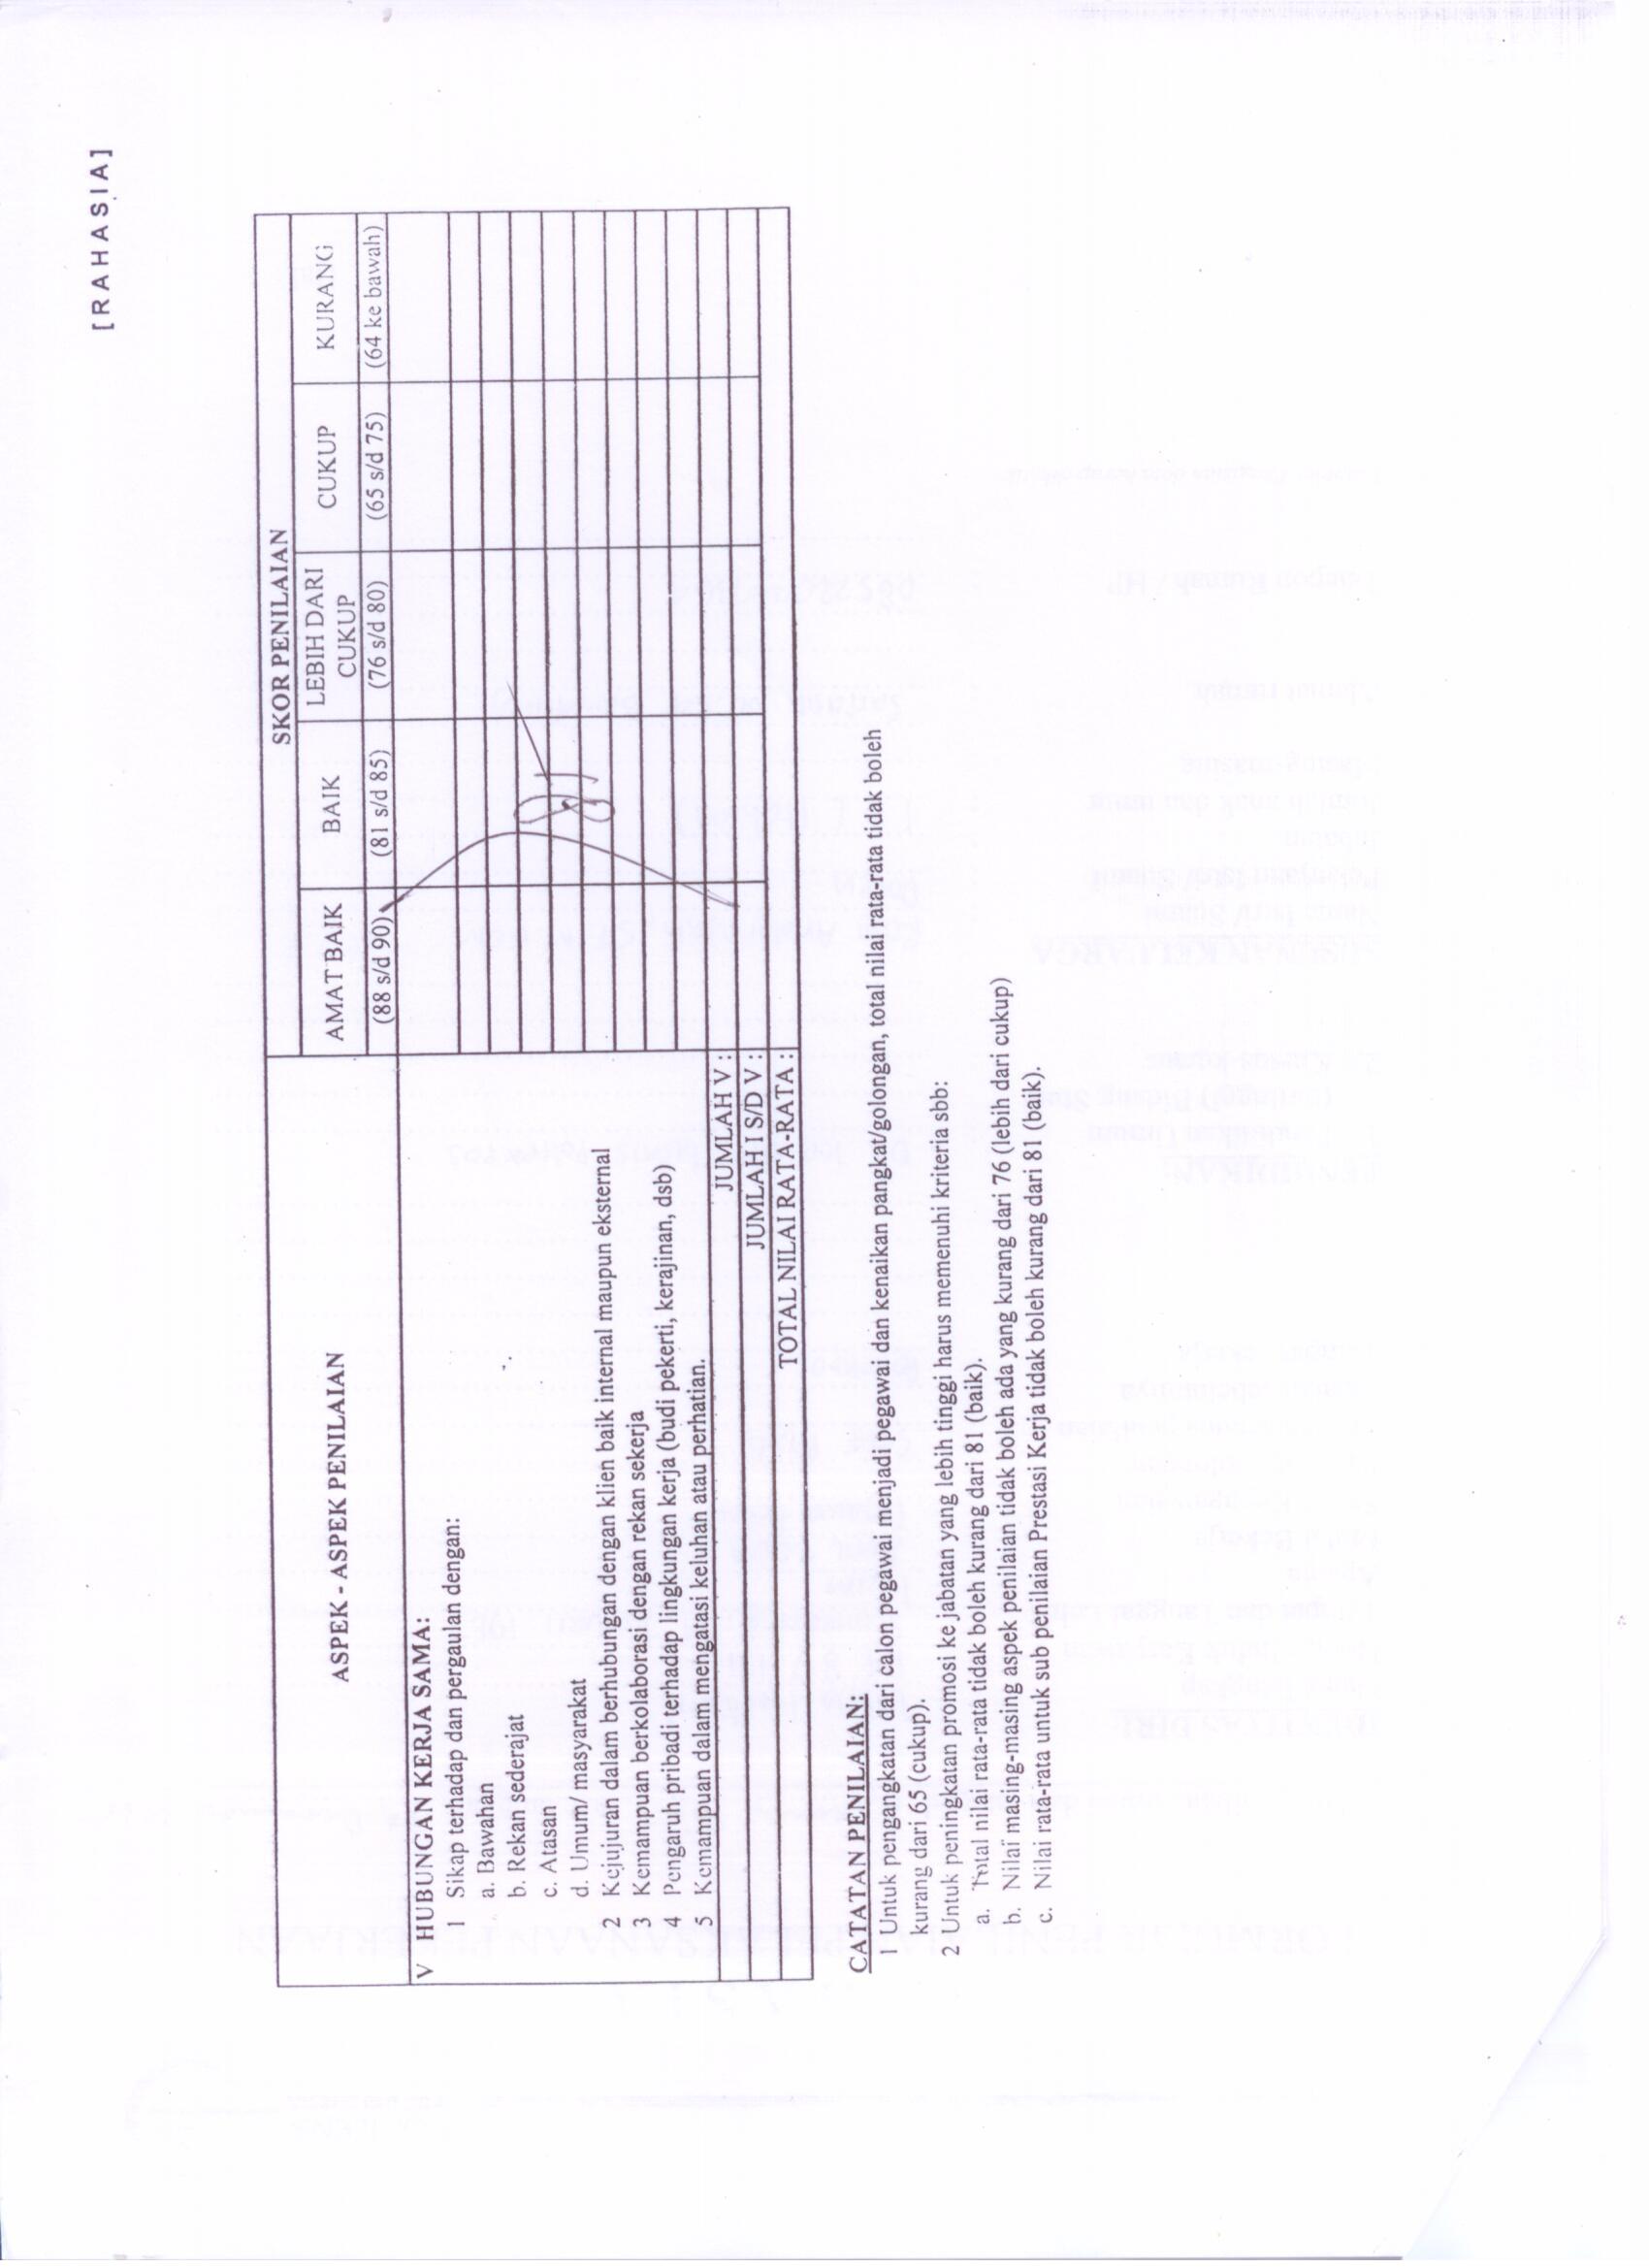 [RAHASIA]
ASPEK - ASPEK PENILAIAN
SKOR PENILAIAN
AMAT BAIK
BAIK
LEBIH DARI
CUKUP
CUKUP
KURANG
(88 s/d 90)
(81 s/d 85)
(76 s/d 80)
(65 s/d 75)
(64 ke bawah)
V HUBUNGAN KERJA SAMA:
1 Sikap terhadap dan pergaulan dengan:
a. Bawahan
b. Rekan sederajat
c. Atasan
d. Umum/ masyarakat
2 Kejujuran dalam berhubungan dengan klien baik internal maupun eksternal
3 Kemampuan berkolaborasi dengan rekan sekerja
4 Pengaruh pribadi terhadap lingkungan kerja (budi pekerti, kerajinan, dsb)
5 Kemampuan dalam mengatasi keluhan atau perhatian.
JUMLAH V :
JUMLAH I S/D V :
TOTAL NILAI RATA-RATA :
CATATAN PENILAIAN:
1 Untuk pengangkatan dari calon pegawai menjadi pegawai dan kenaikan pangkat/golongan, total nilai rata-rata tidak boleh
kurang dari 65 (cukup).
2 Untuk peningkatan promosi ke jabatan yang lebih tinggi harus memenuhi kriteria sbb:
a. Total nilai rata-rata tidak boleh kurang dari 81 (baik).
b. Nilai masing-masing aspek penilaian tidak boleh ada yang kurang dari 76 (lebih dari cukup)
c. Nilai rata-rata untuk sub penilaian Prestasi Kerja tidak boleh kurang dari 81 (baik).